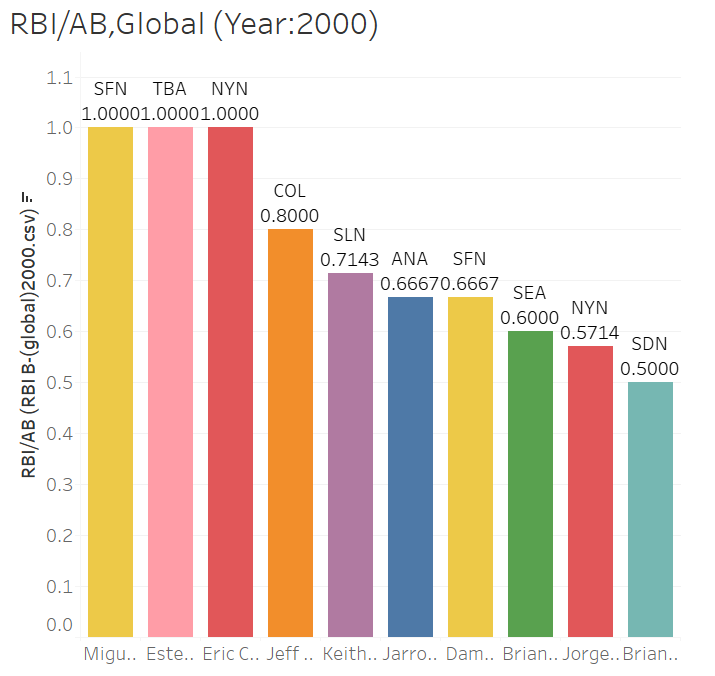 RBI/AB,Global (Year:2000)
RBI/AB (RBI B-(global)2000.csv)
1.1
1.0
0.9
0.8
0.7
0.6
0.5
0.4
0.3
0.2
0.1
0.0
SFN
1.0000
TBA
1.0000
NYN
1.0000
COL
0.8000
SLN
0.7143
ANA
0.6667
SFN
0.6667
SEA
0.6000
NYN
0.5714
SDN
0.5000
Migu.. Este.. Eric C.. Jeff .. Keith.. Jarro.. Dam.. Brian.. Jorge.. Brian..